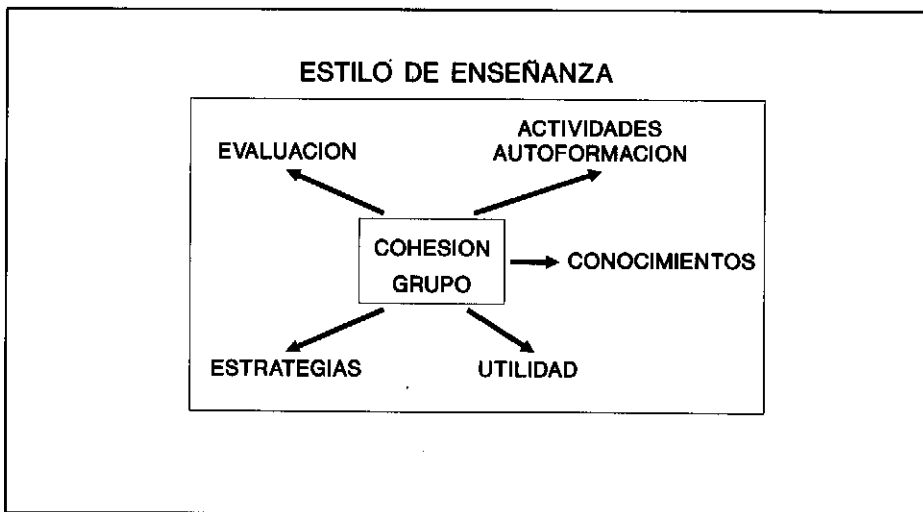 ESTILO DE ENSEÑANZA
EVALUACION
ACTIVIDADES
AUTOFORMACION
COHESION
GRUPO
CONOCIMIENTOS
ESTRATEGIAS
UTILIDAD